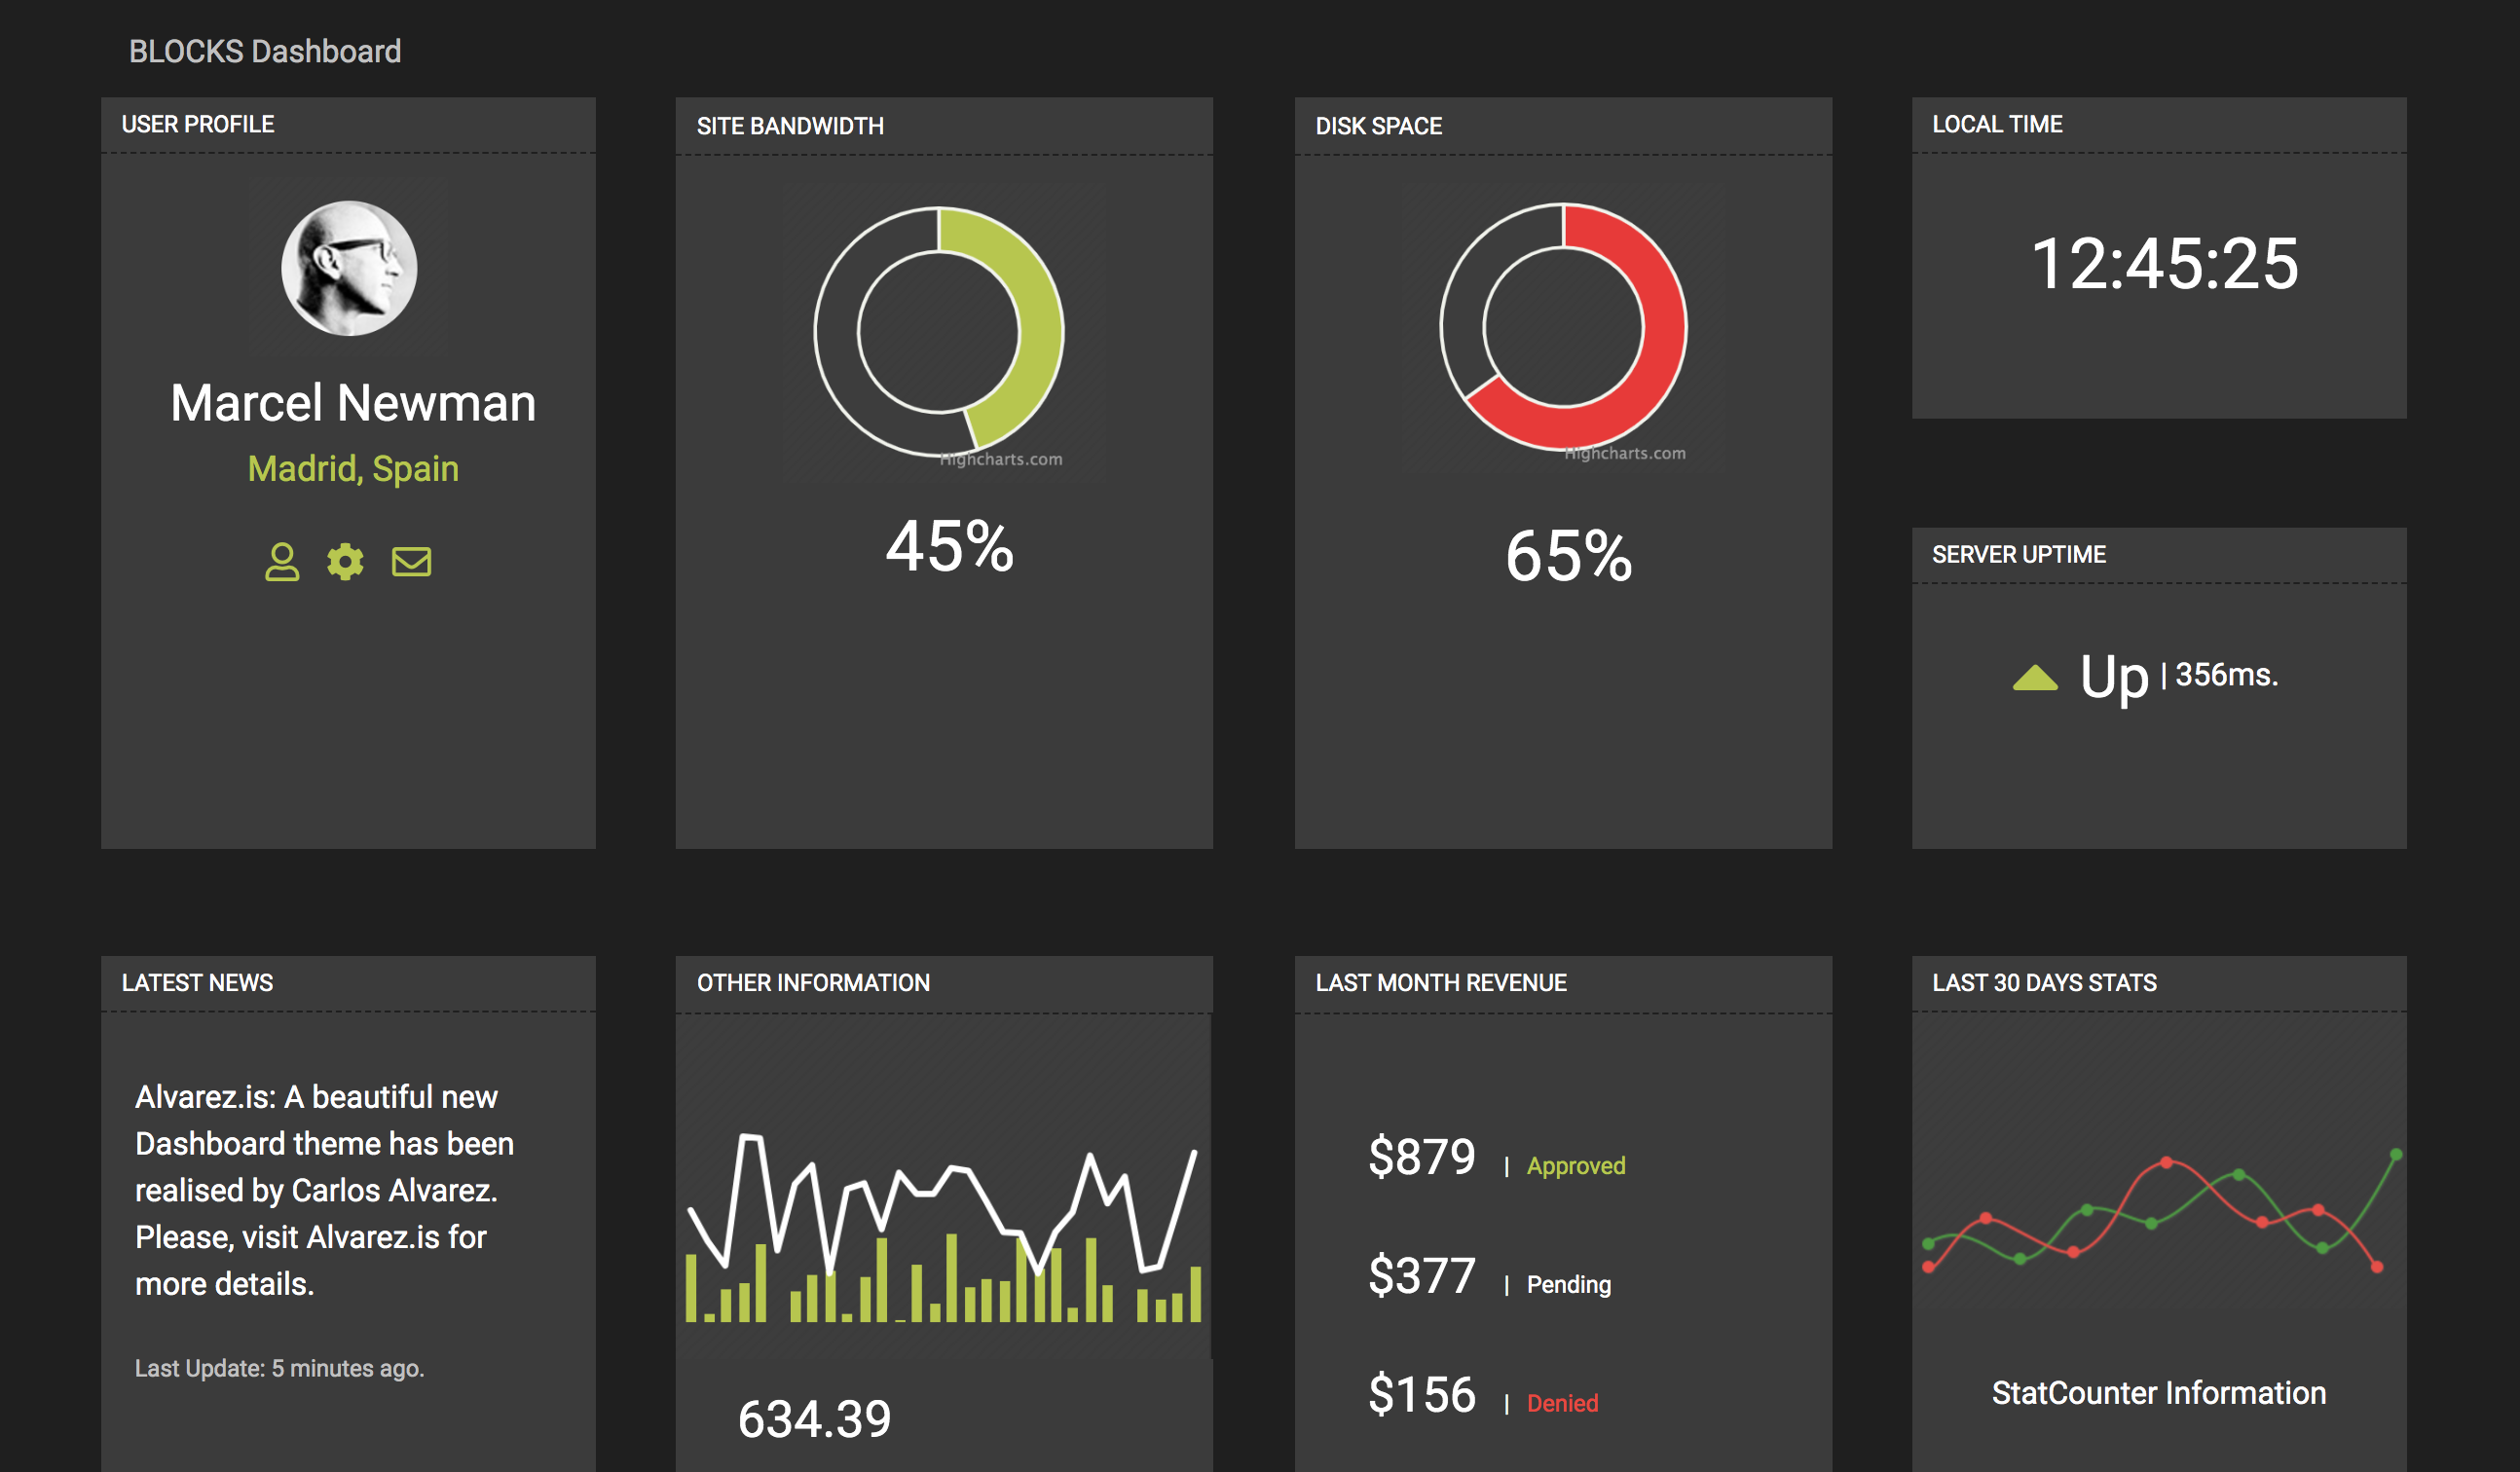 BLOCKS Dashboard
USER PROFILE
Marcel Newman
Madrid, Spain
SITE BANDWIDTH
Highcharts.com
45%
DISK SPACE
Highcharts.com
65%
LOCAL TIME
12:45:25
SERVER UPTIME
Up | 356ms.
LATEST NEWS
Alvarez.is: A beautiful new
Dashboard theme has been
realised by Carlos Alvarez.
Please, visit Alvarez.is for
more details.
Last Update: 5 minutes ago.
OTHER INFORMATION
634.39
LAST MONTH REVENUE
$879 | Approved
$377 | Pending
$156 | Denied
LAST 30 DAYS STATS
StatCounter Information